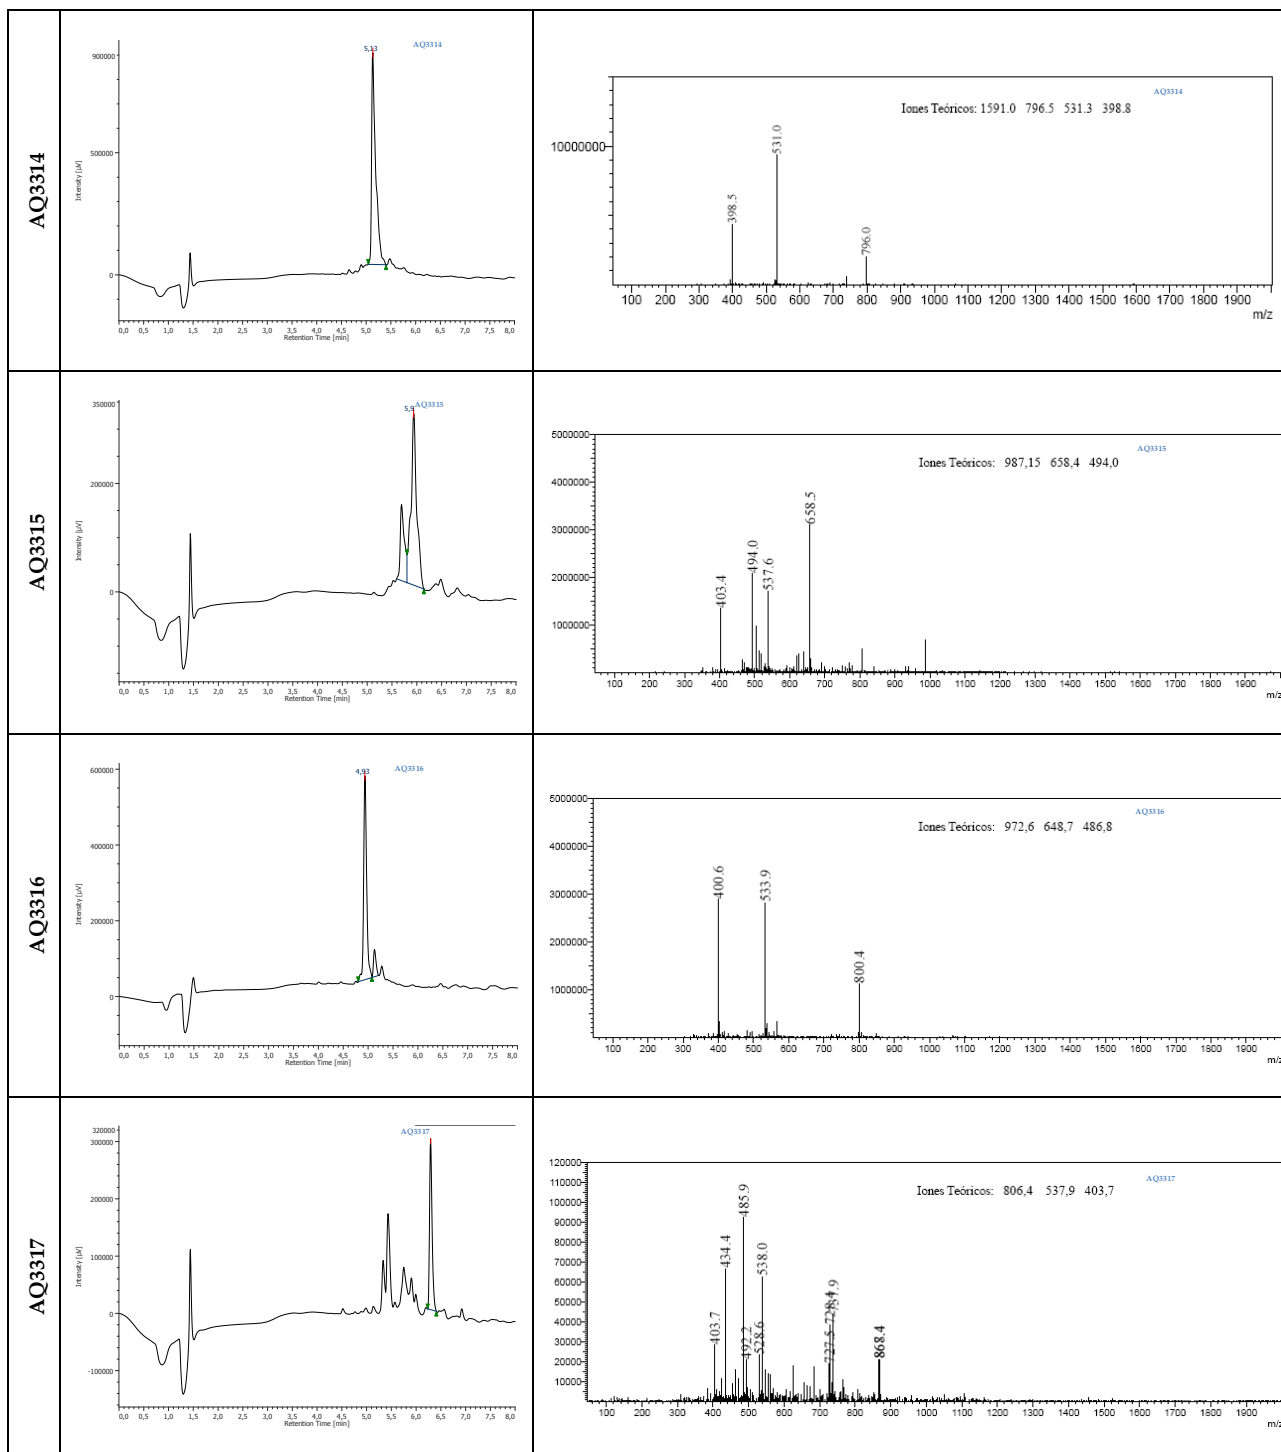 AQ3314
5,13
AQ3314
900000
500000
0
Intensity [µV]
0,0 0,5 1,0 1,5 2,0 2,5 3,0 3,5 4,0 4,5 5,0 5,5 6,0 6,5 7,0 7,5 8,0
Retention Time [min]
AQ3314
Iones Teóricos: 1591.0 796.5 531.3 398.8
10000000
398.5
531.0
796.0
100 200 300 400 500 600 700 800 900 1000 1100 1200 1300 1400 1500 1600 1700 1800 1900
m/z
AQ3315
5,9
AQ3315
350000
200000
0
Intensity [µV]
0,0 0,5 1,0 1,5 2,0 2,5 3,0 3,5 4,0 4,5 5,0 5,5 6,0 6,5 7,0 7,5 8,0
Retention Time [min]
AQ3315
Iones Teóricos: 987,15 658,4 494,0
5000000
4000000
3000000
2000000
1000000
403.4
494.0
537.6
658.5
100 200 300 400 500 600 700 800 900 1000 1100 1200 1300 1400 1500 1600 1700 1800 1900
m/z
AQ3316
4,93
AQ3316
600000
400000
200000
0
Intensity [µV]
0,0 0,5 1,0 1,5 2,0 2,5 3,0 3,5 4,0 4,5 5,0 5,5 6,0 6,5 7,0 7,5 8,0
Retention Time [min]
AQ3316
Iones Teóricos: 972,6 648,7 486,8
5000000
4000000
3000000
2000000
1000000
400.6
533.9
800.4
100 200 300 400 500 600 700 800 900 1000 1100 1200 1300 1400 1500 1600 1700 1800 1900
m/z
AQ3317
AQ3317
320000
300000
200000
100000
0
-100000
Intensity [µV]
0,0 0,5 1,0 1,5 2,0 2,5 3,0 3,5 4,0 4,5 5,0 5,5 6,0 6,5 7,0 7,5 8,0
Retention Time [min]
AQ3317
Iones Teóricos: 806,4 537,9 403,7
120000
110000
100000
90000
80000
70000
60000
50000
40000
30000
20000
10000
403.7
434.4
485.9
492.2
528.6
538.0
727.5
728.4
868.4
100 200 300 400 500 600 700 800 900 1000 1100 1200 1300 1400 1500 1600 1700 1800 1900
m/z